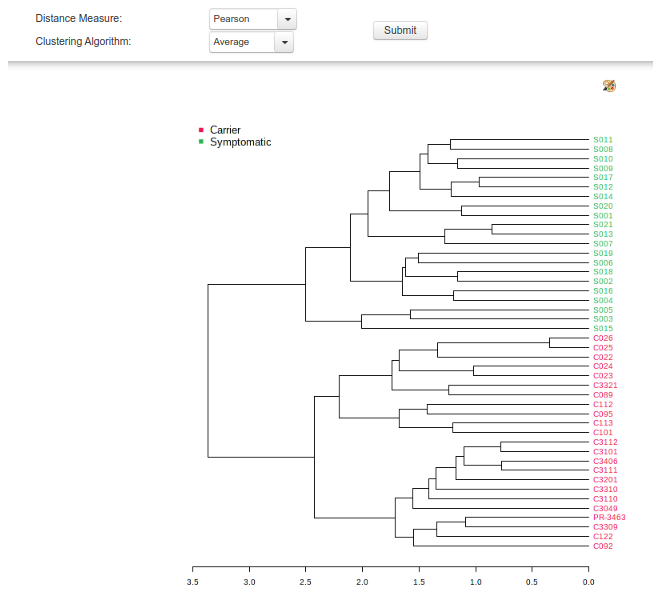 Distance Measure: Pearson
Clustering Algorithm: Average
Submit
Carrier
Symptomatic
S011
S008
S010
S009
S017
S012
S014
S020
S001
S021
S013
S007
S019
S006
S018
S002
S016
S004
S005
S003
S015
C026
C025
C022
C024
C023
C3321
C089
C112
C095
C113
C101
C3112
C3101
C3406
C3111
C3201
C3310
C3110
C3049
PR-3463
C3309
C122
C092
3.5 3.0 2.5 2.0 1.5 1.0 0.5 0.0